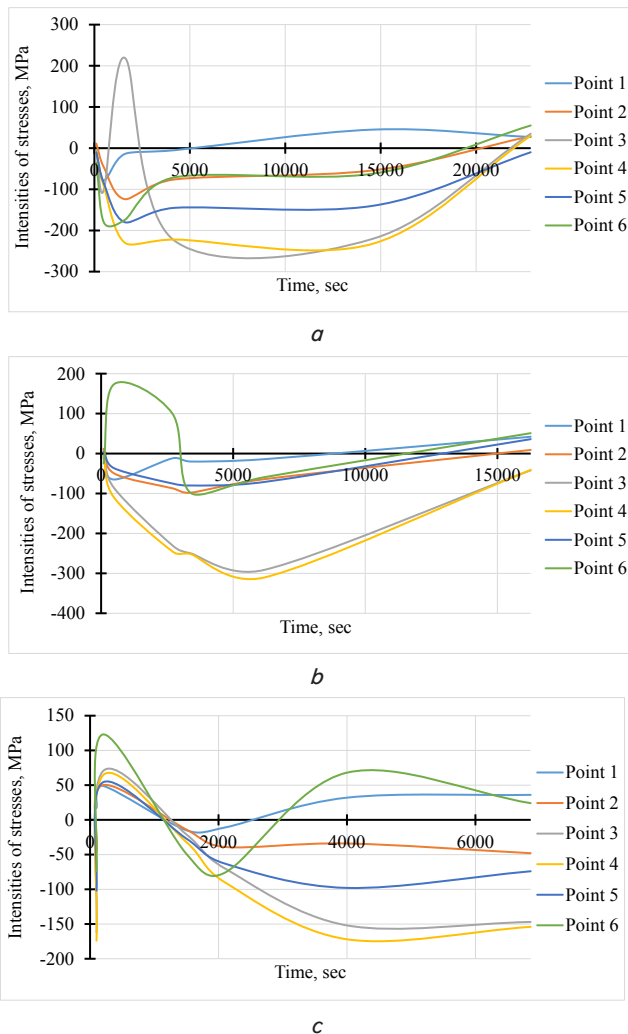 300
200
100
0
-100
-200
-300
0 5000 10000 15000 20000
Intensities of stresses, MPa
Time, sec
Point 1
Point 2
Point 3
Point 4
Point 5
Point 6
a
200
100
0
-100
-200
-300
-400
0 5000 10000 15000
Intensities of stresses, MPa
Time, sec
Point 1
Point 2
Point 3
Point 4
Point 5
Point 6
b
150
100
50
0
-50
-100
-150
-200
0 2000 4000 6000
Intensities of stresses, MPa
Time, sec
Point 1
Point 2
Point 3
Point 4
Point 5
Point 6
c